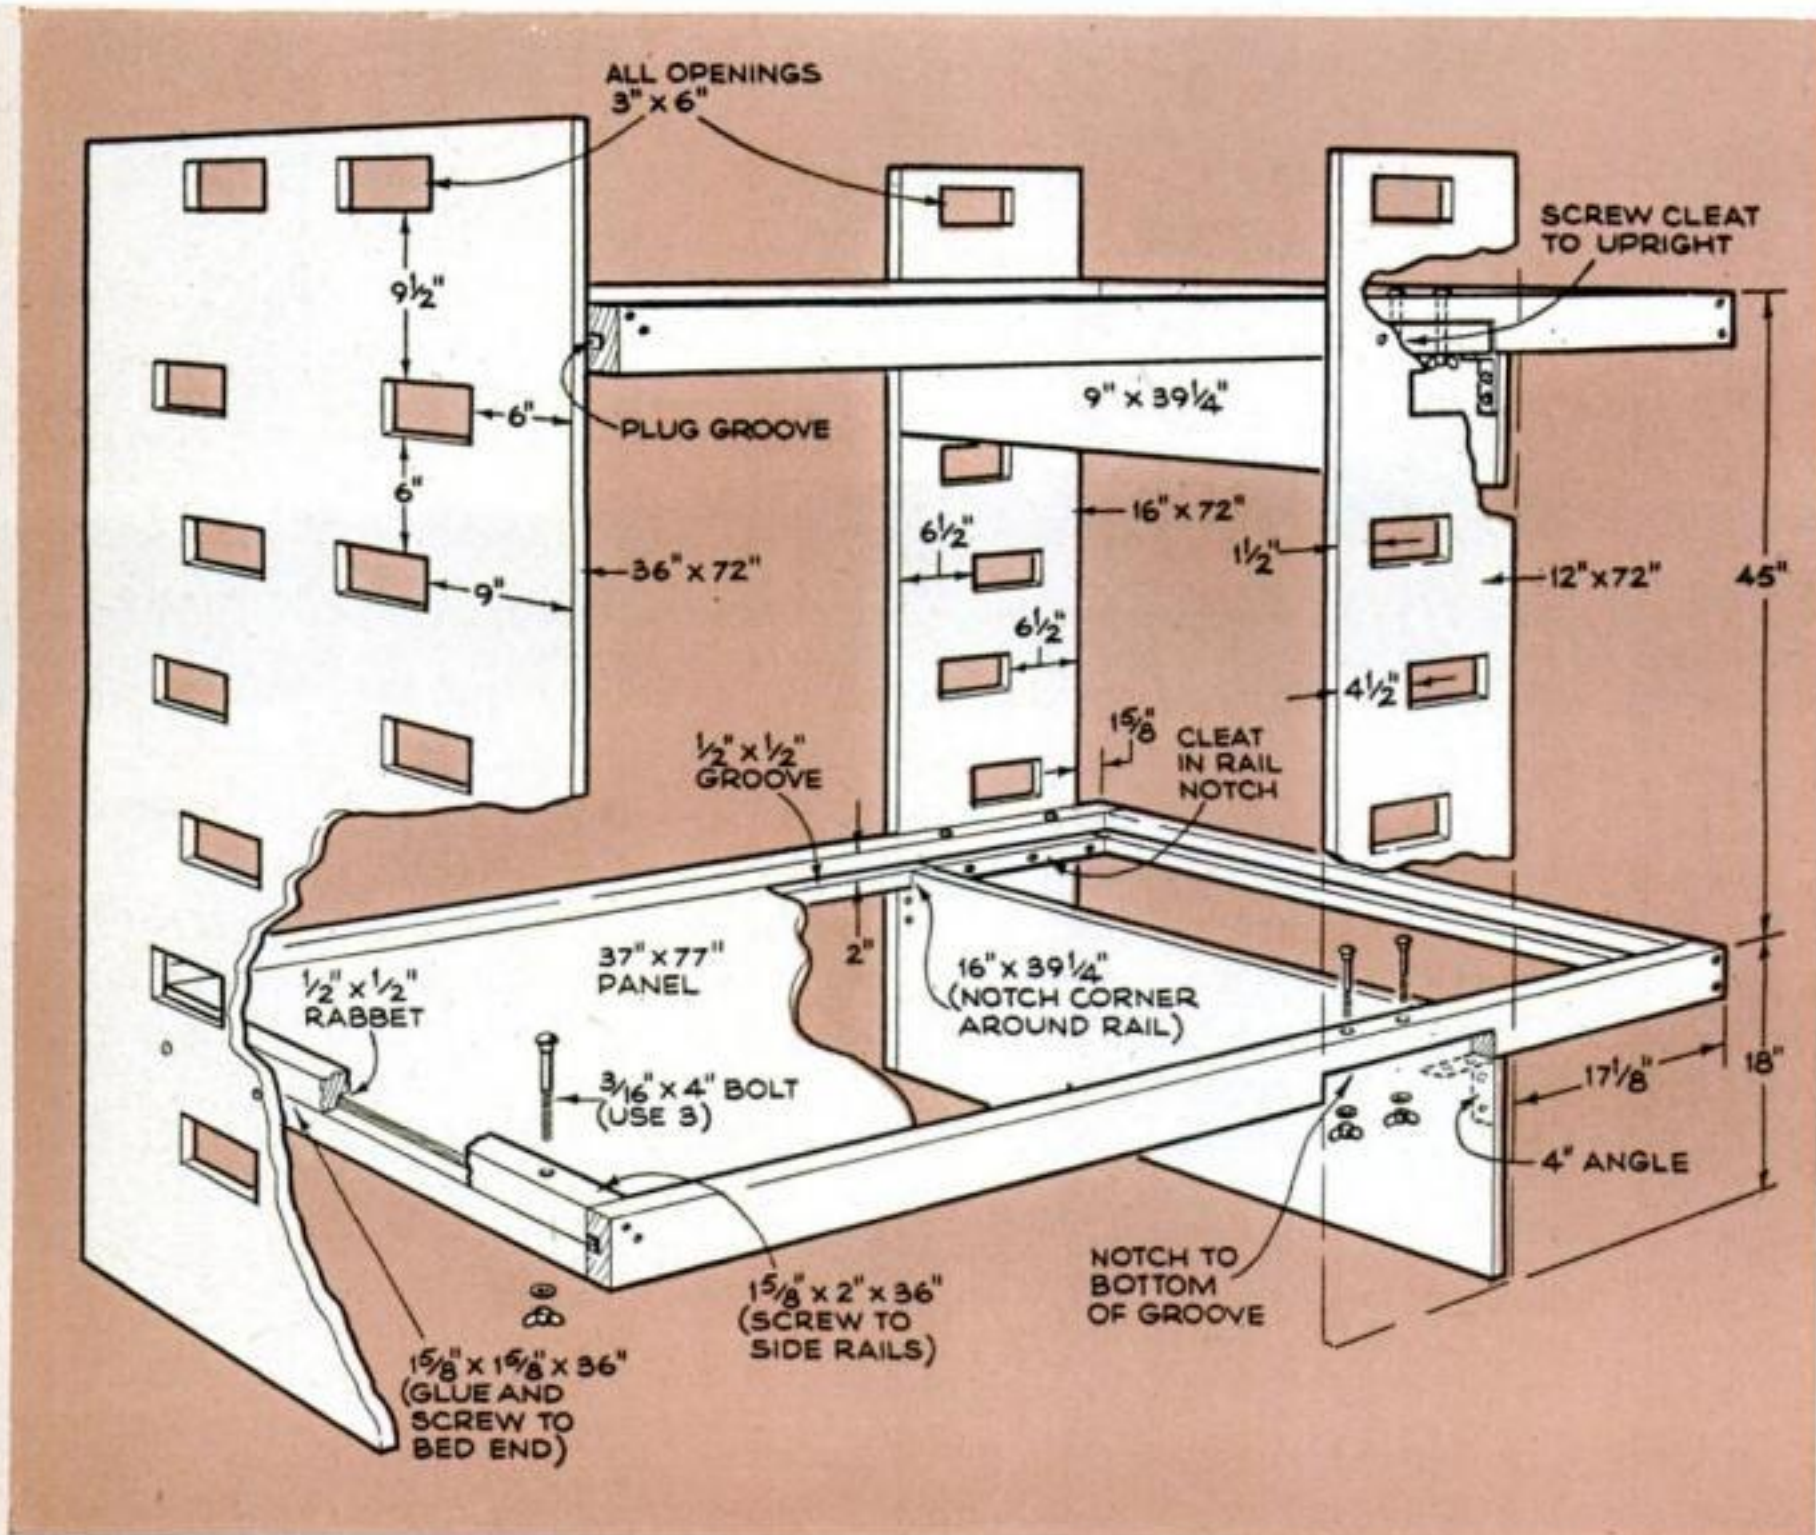 ALL OPENINGS
3" x 6"
SCREW CLEAT
TO UPRIGHT
9½"
6"
PLUG GROOVE
9" x 39¼"
6"
16" x 72"
6½"
1½"
36" x 72"
12" x 72"
45"
9"
6½"
4½"
1⅝"
½" x ½"
GROOVE
CLEAT
IN RAIL
NOTCH
37" x 77"
PANEL
2"
16" x 39¼"
(NOTCH CORNER
AROUND RAIL)
½" x ½"
RABBET
3/16" x 4" BOLT
(USE 3)
17⅛"
18"
4" ANGLE
NOTCH TO
BOTTOM
OF GROOVE
1⅝" x 2" x 36"
(SCREW TO
SIDE RAILS)
1⅝" x 1⅝" x 36"
(GLUE AND
SCREW TO
BED END)